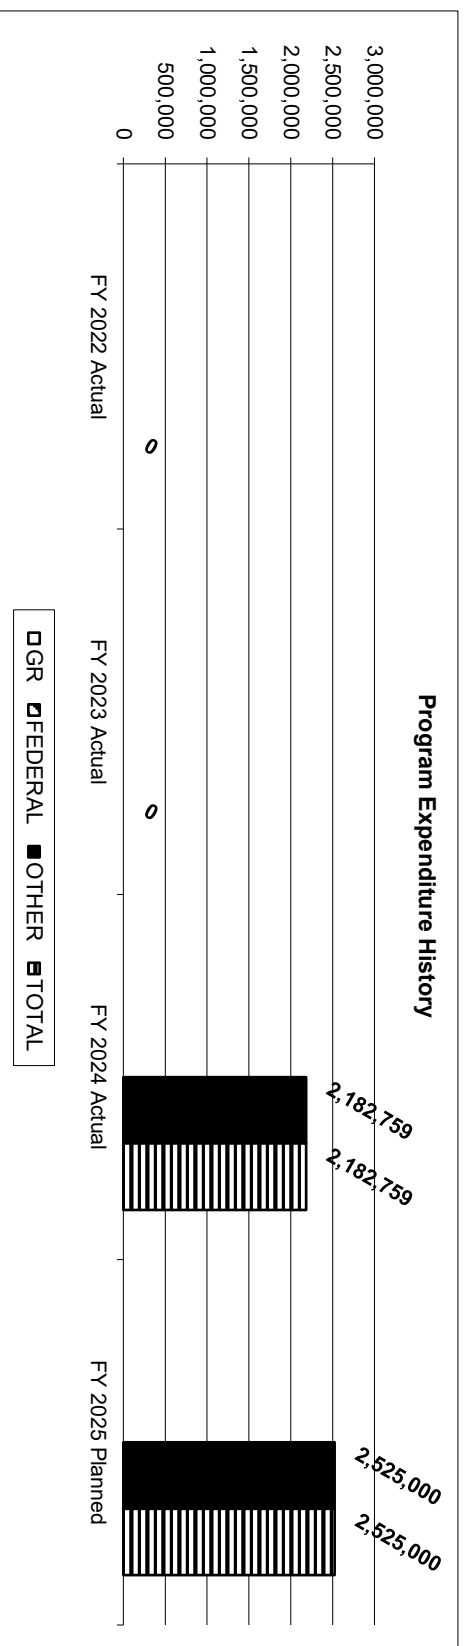 Program Expenditure History
3,000,000
2,500,000
2,000,000
1,500,000
1,000,000
500,000
0
0
0
2,182,759
2,182,759
2,525,000
2,525,000
FY 2022 Actual
FY 2023 Actual
FY 2024 Actual
FY 2025 Planned
GR FEDERAL OTHER TOTAL